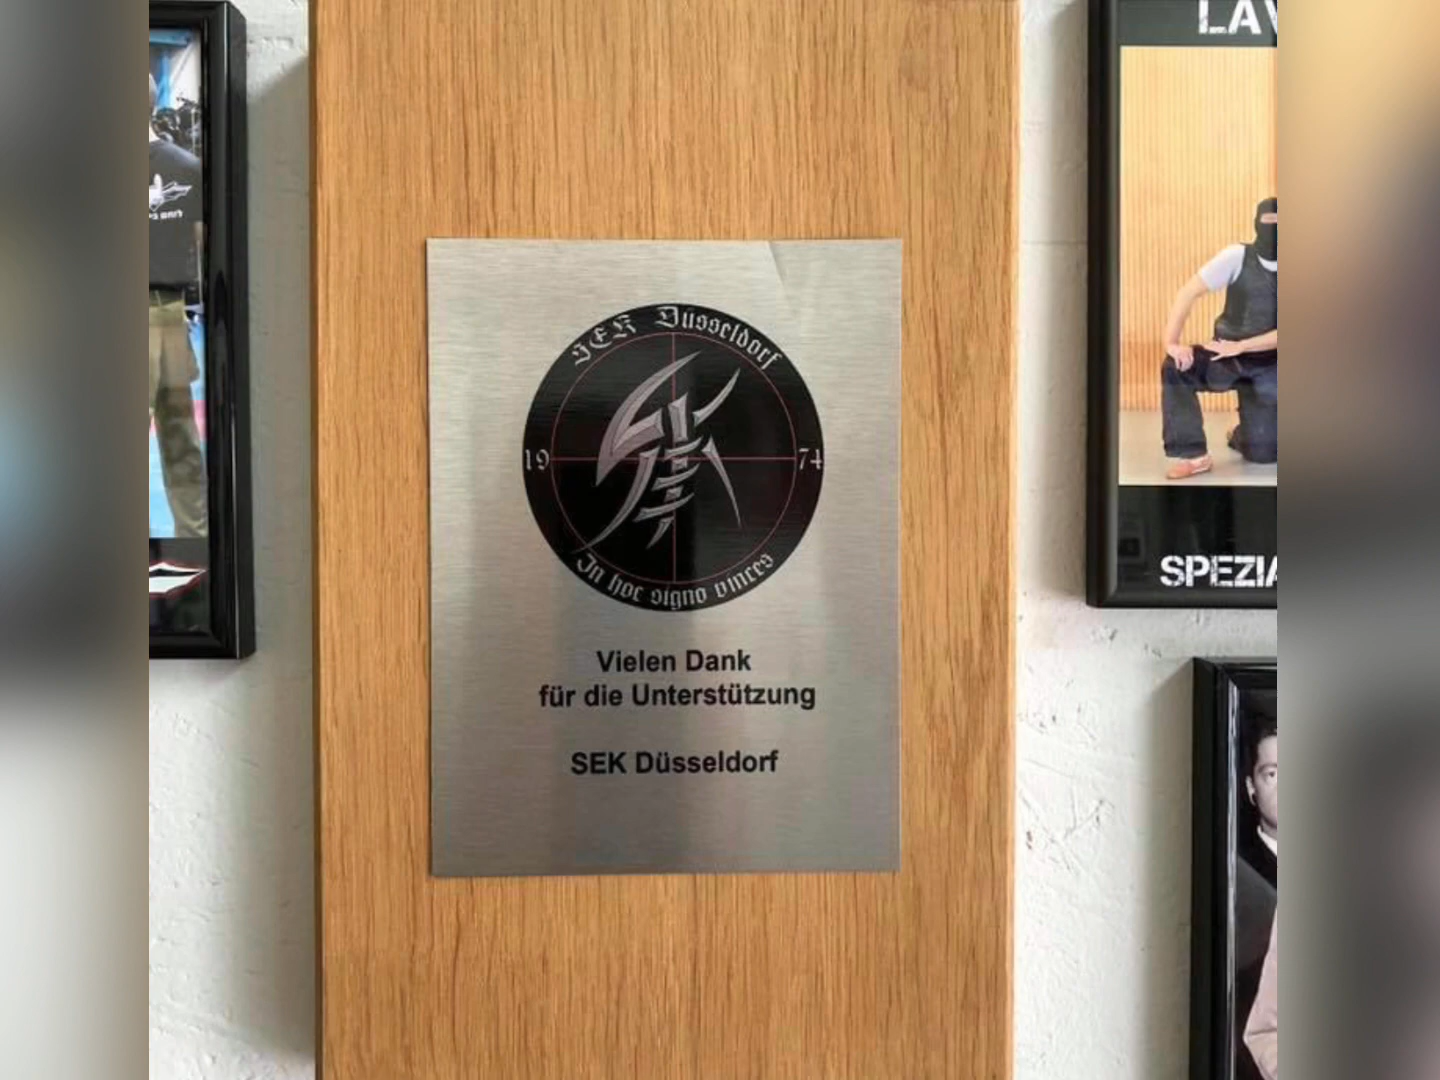 LAV
SEK Düsseldorf
19 74
In hoc signo vinces
Vielen Dank
für die Unterstützung
SEK Düsseldorf
SPEZIA